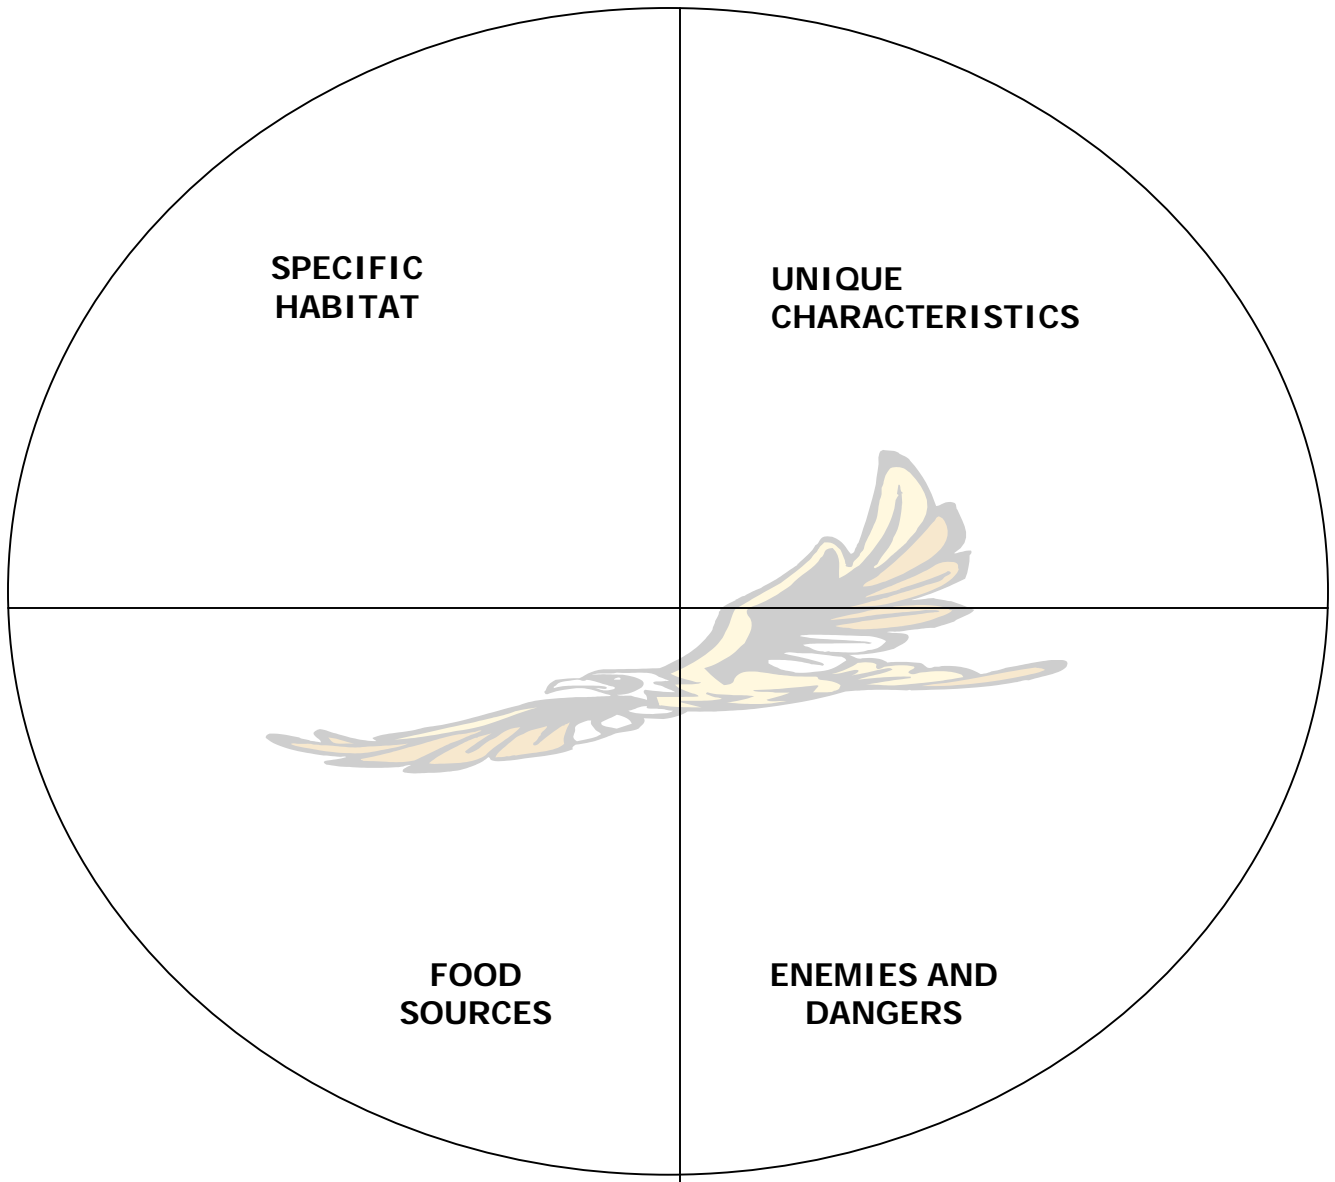 SPECIFIC
HABITAT
UNIQUE
CHARACTERISTICS
FOOD
SOURCES
ENEMIES AND
DANGERS